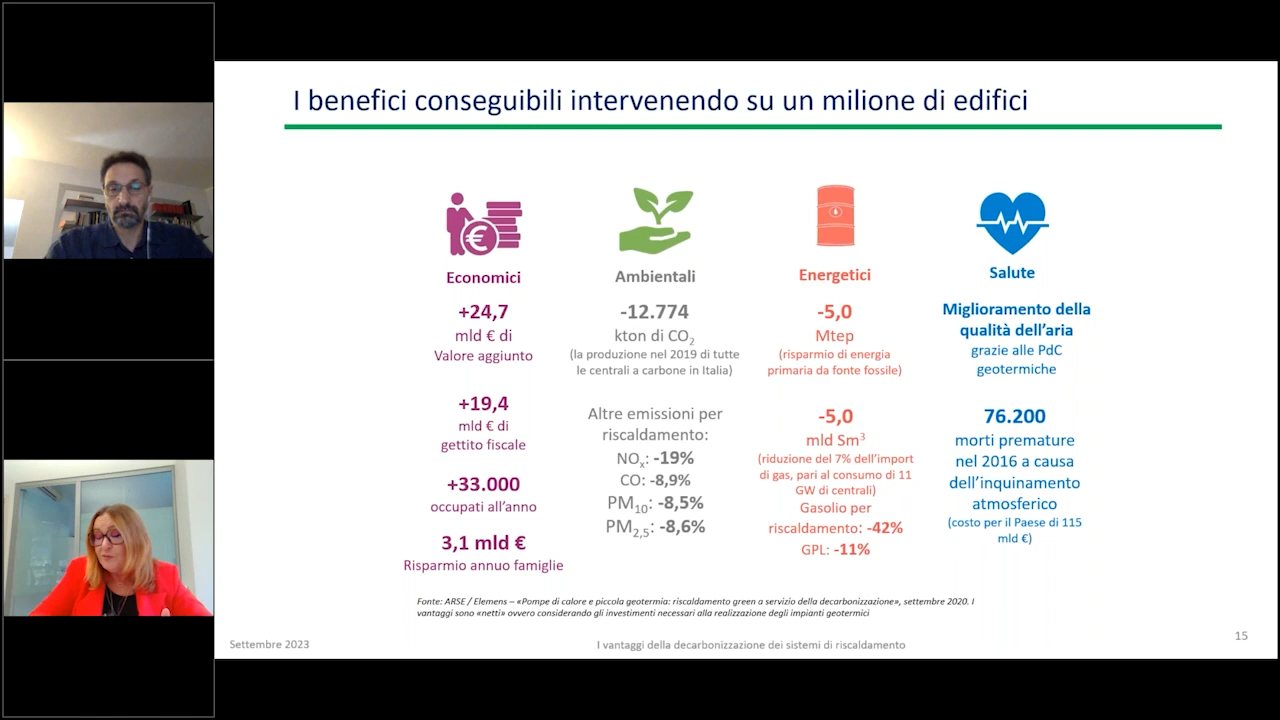 I benefici conseguibili intervenendo su un milione di edifici
Economici
+24,7
mld € di
Valore aggiunto
+19,4
mld € di
gettito fiscale
+33.000
occupati all’anno
3,1 mld €
Risparmio annuo famiglie
Ambientali
-12.774
kton di CO₂
(la produzione nel 2019 di tutte
le centrali a carbone in Italia)
Altre emissioni per
riscaldamento:
NOₓ: -19%
CO: -8,9%
PM₁₀: -8,5%
PM₂,₅: -8,6%
Energetici
-5,0
Mtep
(risparmio di energia
primaria da fonte fossile)
-5,0
mld Sm³
(riduzione del 7% dell’import
di gas, pari al consumo di 11
GW di centrali)
Gasolio per
riscaldamento: -42%
GPL: -11%
Salute
Miglioramento della
qualità dell’aria
grazie alle PdC
geotermiche
76.200
morti premature
nel 2016 a causa
dell’inquinamento
atmosferico
(costo per il Paese di 115
mld €)
Fonte: ARSE / Elemens – «Pompe di calore e piccola geotermia: riscaldamento green a servizio della decarbonizzazione», settembre 2020. I
vantaggi sono «netti» ovvero considerando gli investimenti necessari alla realizzazione degli impianti geotermici
Settembre 2023
I vantaggi della decarbonizzazione dei sistemi di riscaldamento
15